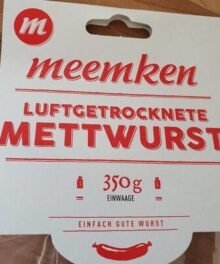 m
meemken
LUFTGETROCKNETE
METTWURST
350g
EINWAAGE
EINFACH GUTE WURST